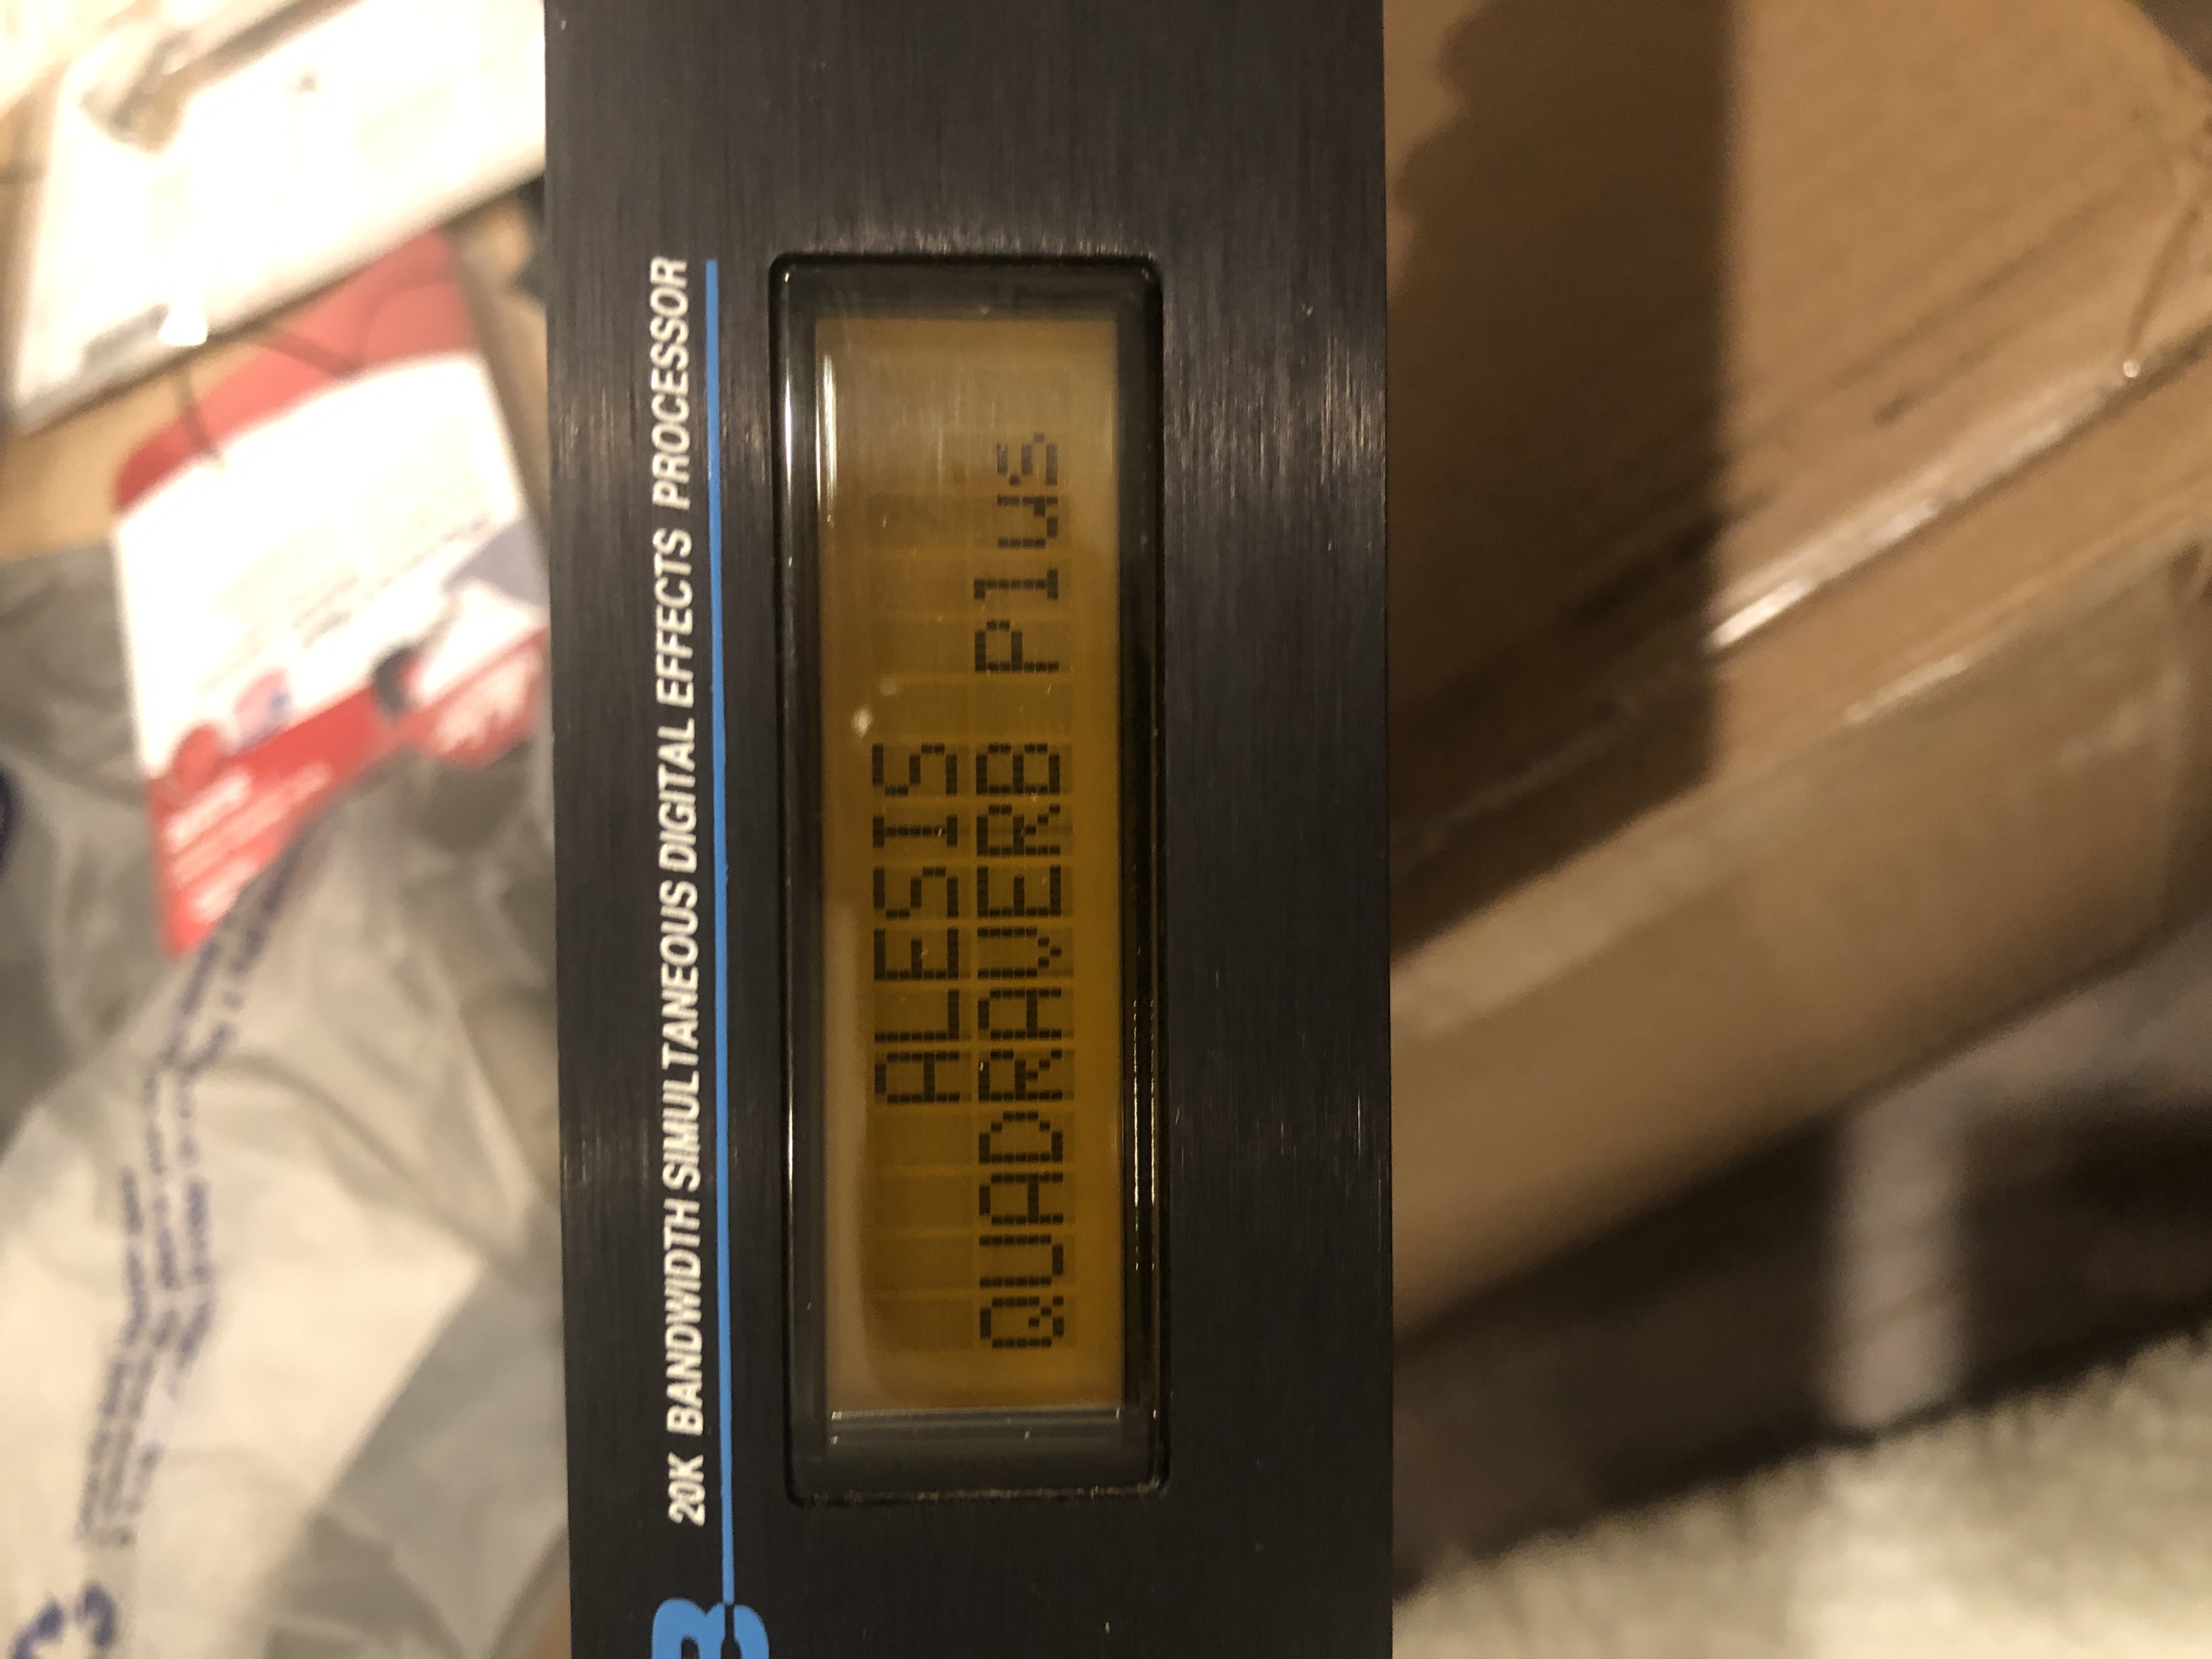 20K BANDWIDTH SIMULTANEOUS DIGITAL EFFECTS PROCESSOR
ALESIS
QUADRAVERB Plus
B